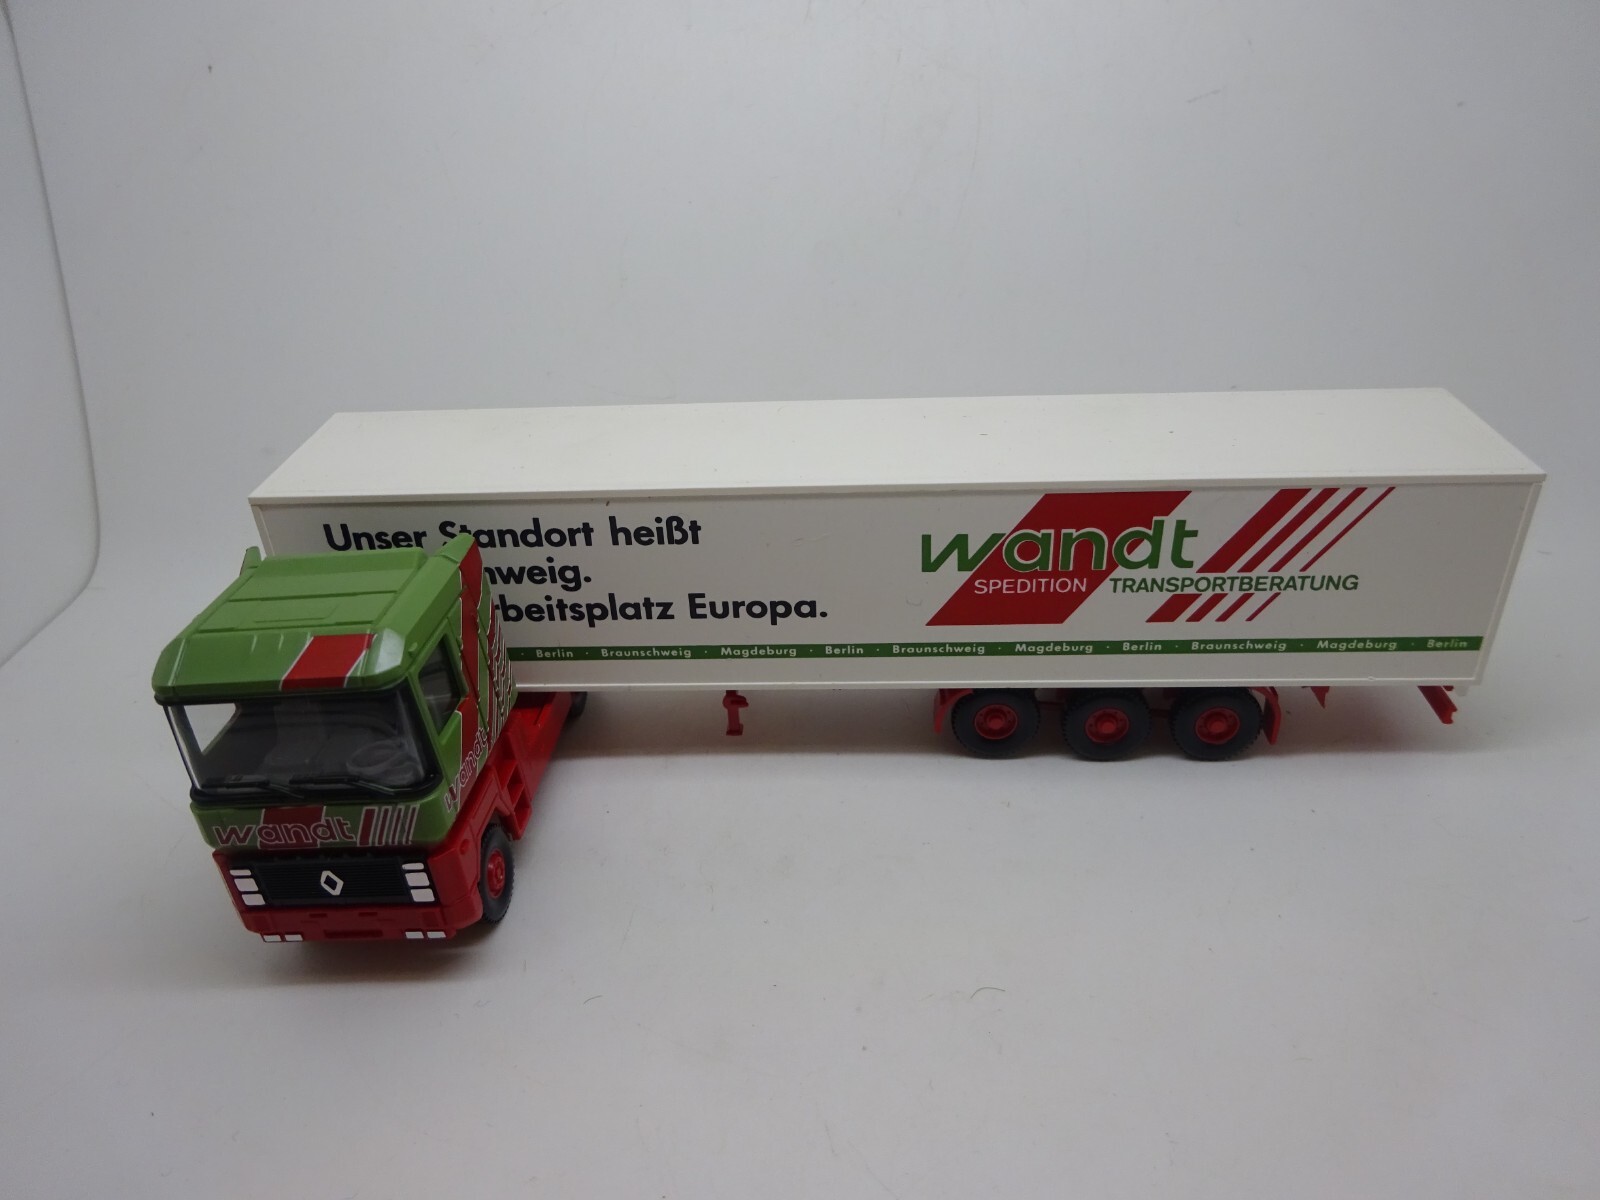 Unser Standort heißt
nweig.
rbeitsplatz Europa.
wandt
SPEDITION TRANSPORTBERATUNG
Berlin · Braunschweig · Magdeburg · Berlin · Braunschweig · Magdeburg · Berlin · Braunschweig · Magdeburg · Berlin
wandt
wandt